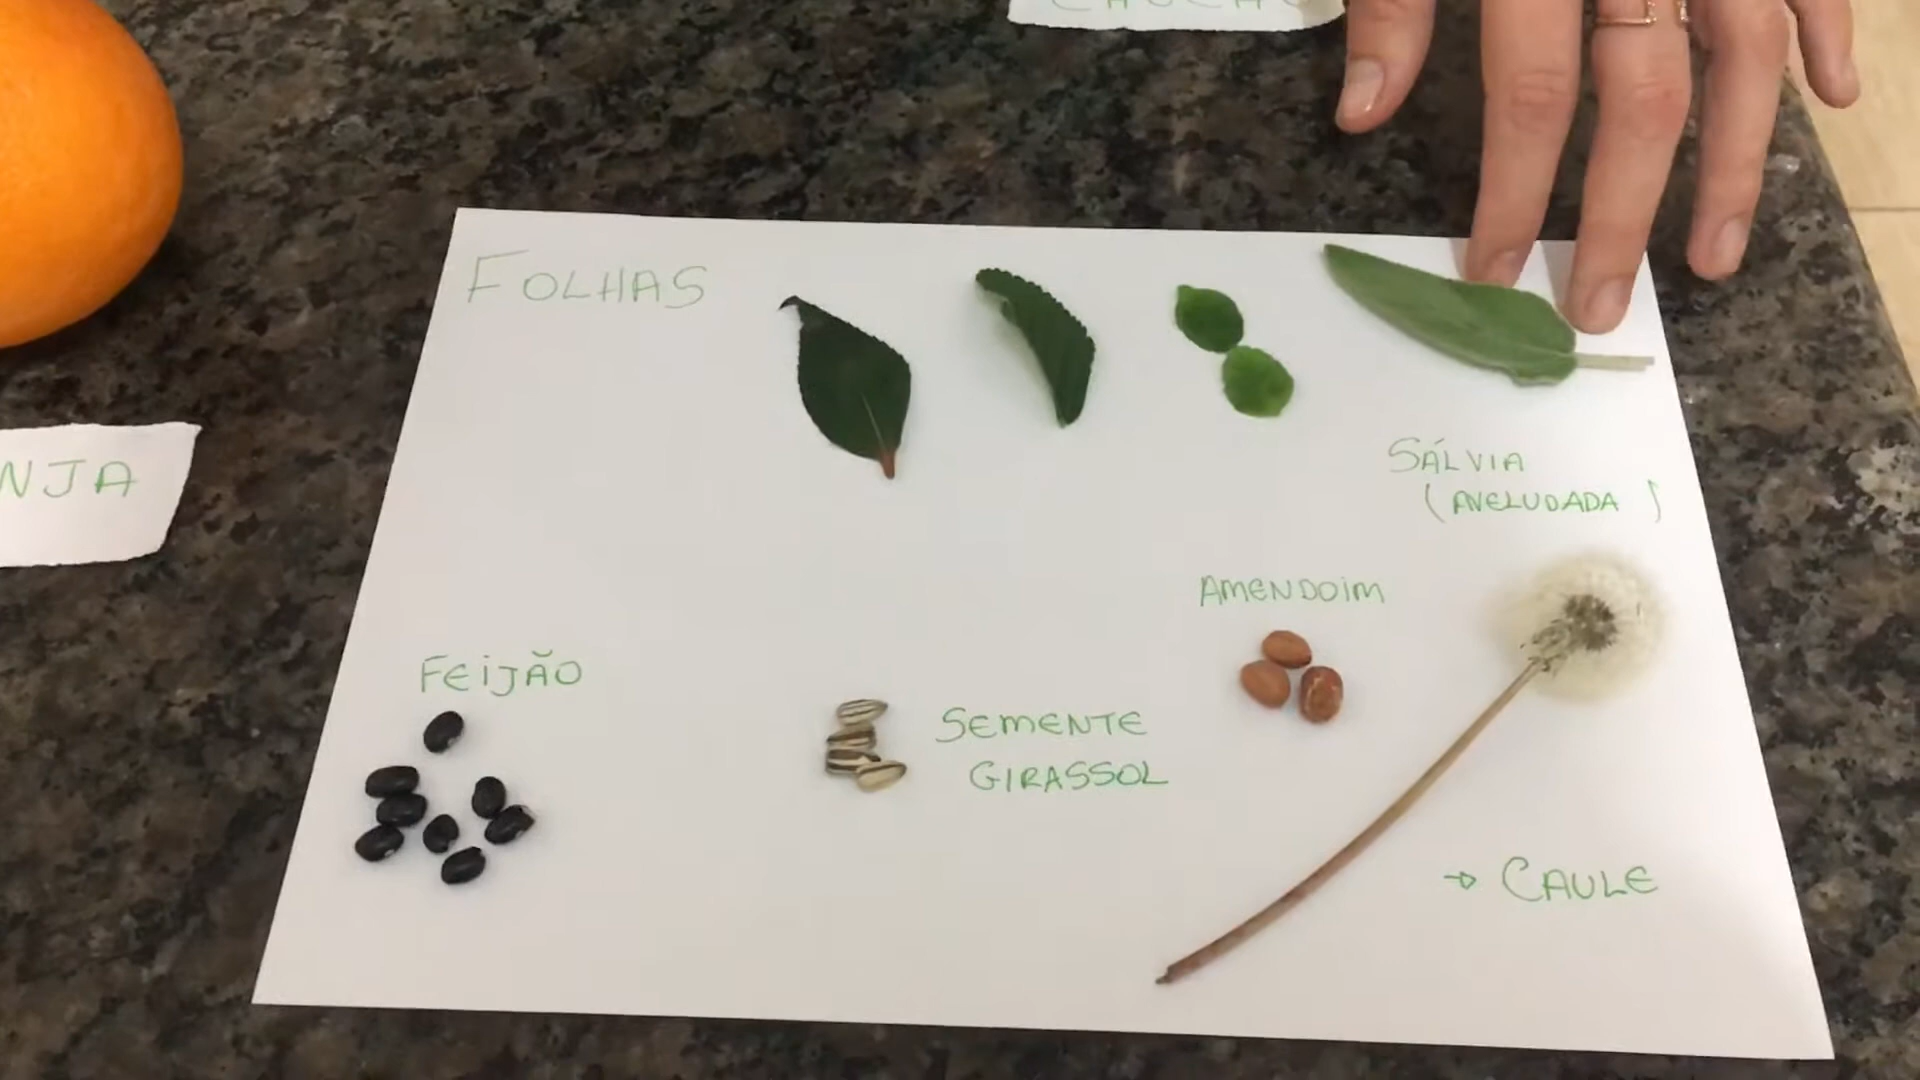 FOLHAS
SÁLVIA
(AVELUDADA)
NJA
AMENDOIM
FEIJÃO
SEMENTE
GIRASSOL
→ CAULE